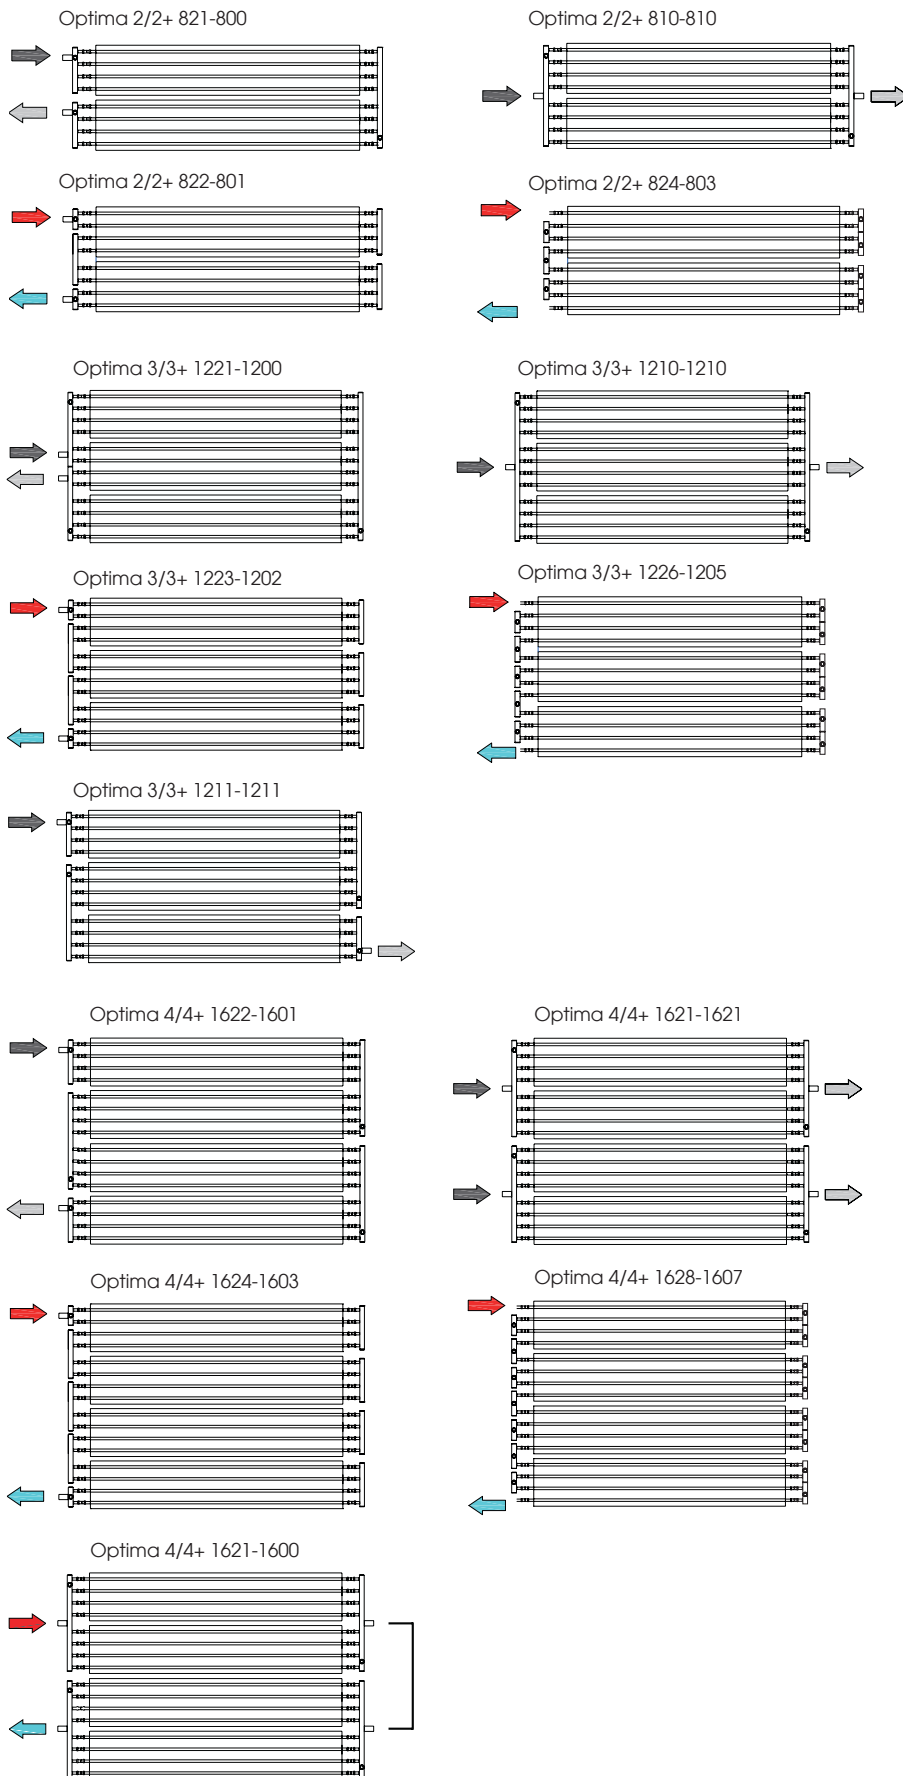 Optima 2/2+ 821-800
Optima 2/2+ 810-810
Optima 2/2+ 822-801
Optima 2/2+ 824-803
Optima 3/3+ 1221-1200
Optima 3/3+ 1210-1210
Optima 3/3+ 1223-1202
Optima 3/3+ 1226-1205
Optima 3/3+ 1211-1211
Optima 4/4+ 1622-1601
Optima 4/4+ 1621-1621
Optima 4/4+ 1624-1603
Optima 4/4+ 1628-1607
Optima 4/4+ 1621-1600